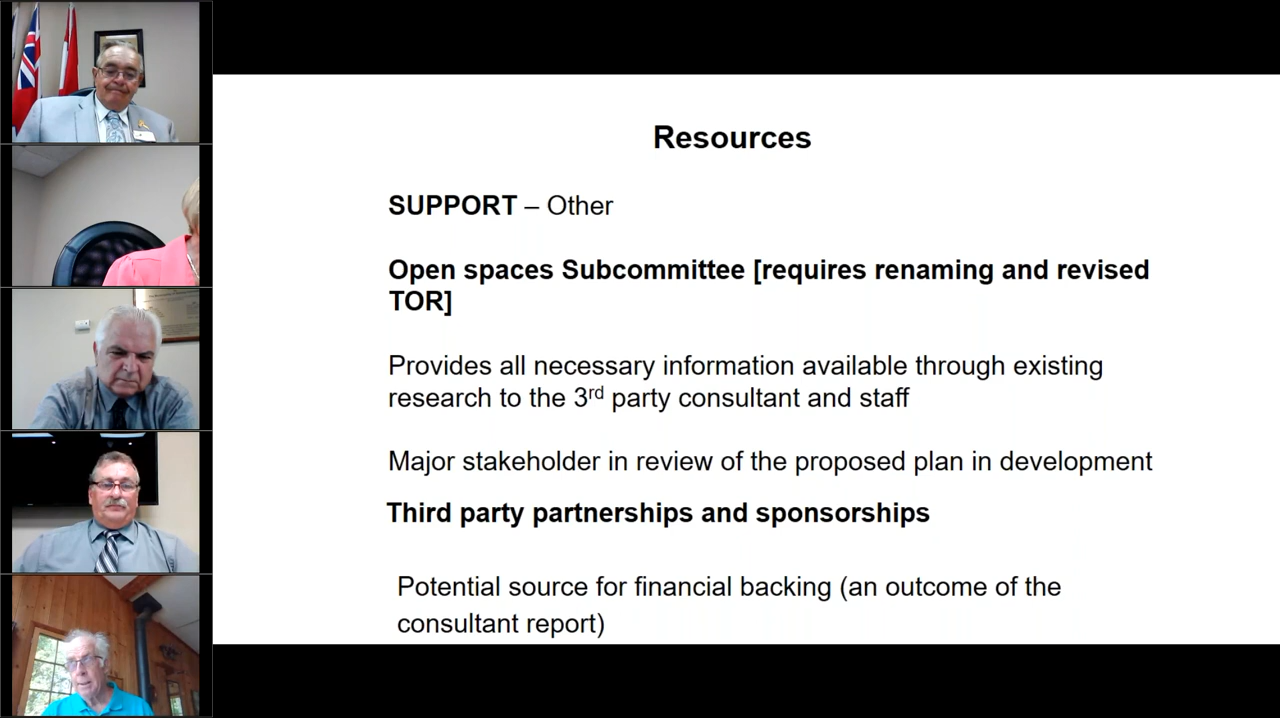 Resources
SUPPORT – Other
Open spaces Subcommittee [requires renaming and revised
TOR]
Provides all necessary information available through existing
research to the 3rd party consultant and staff
Major stakeholder in review of the proposed plan in development
Third party partnerships and sponsorships
Potential source for financial backing (an outcome of the
consultant report)